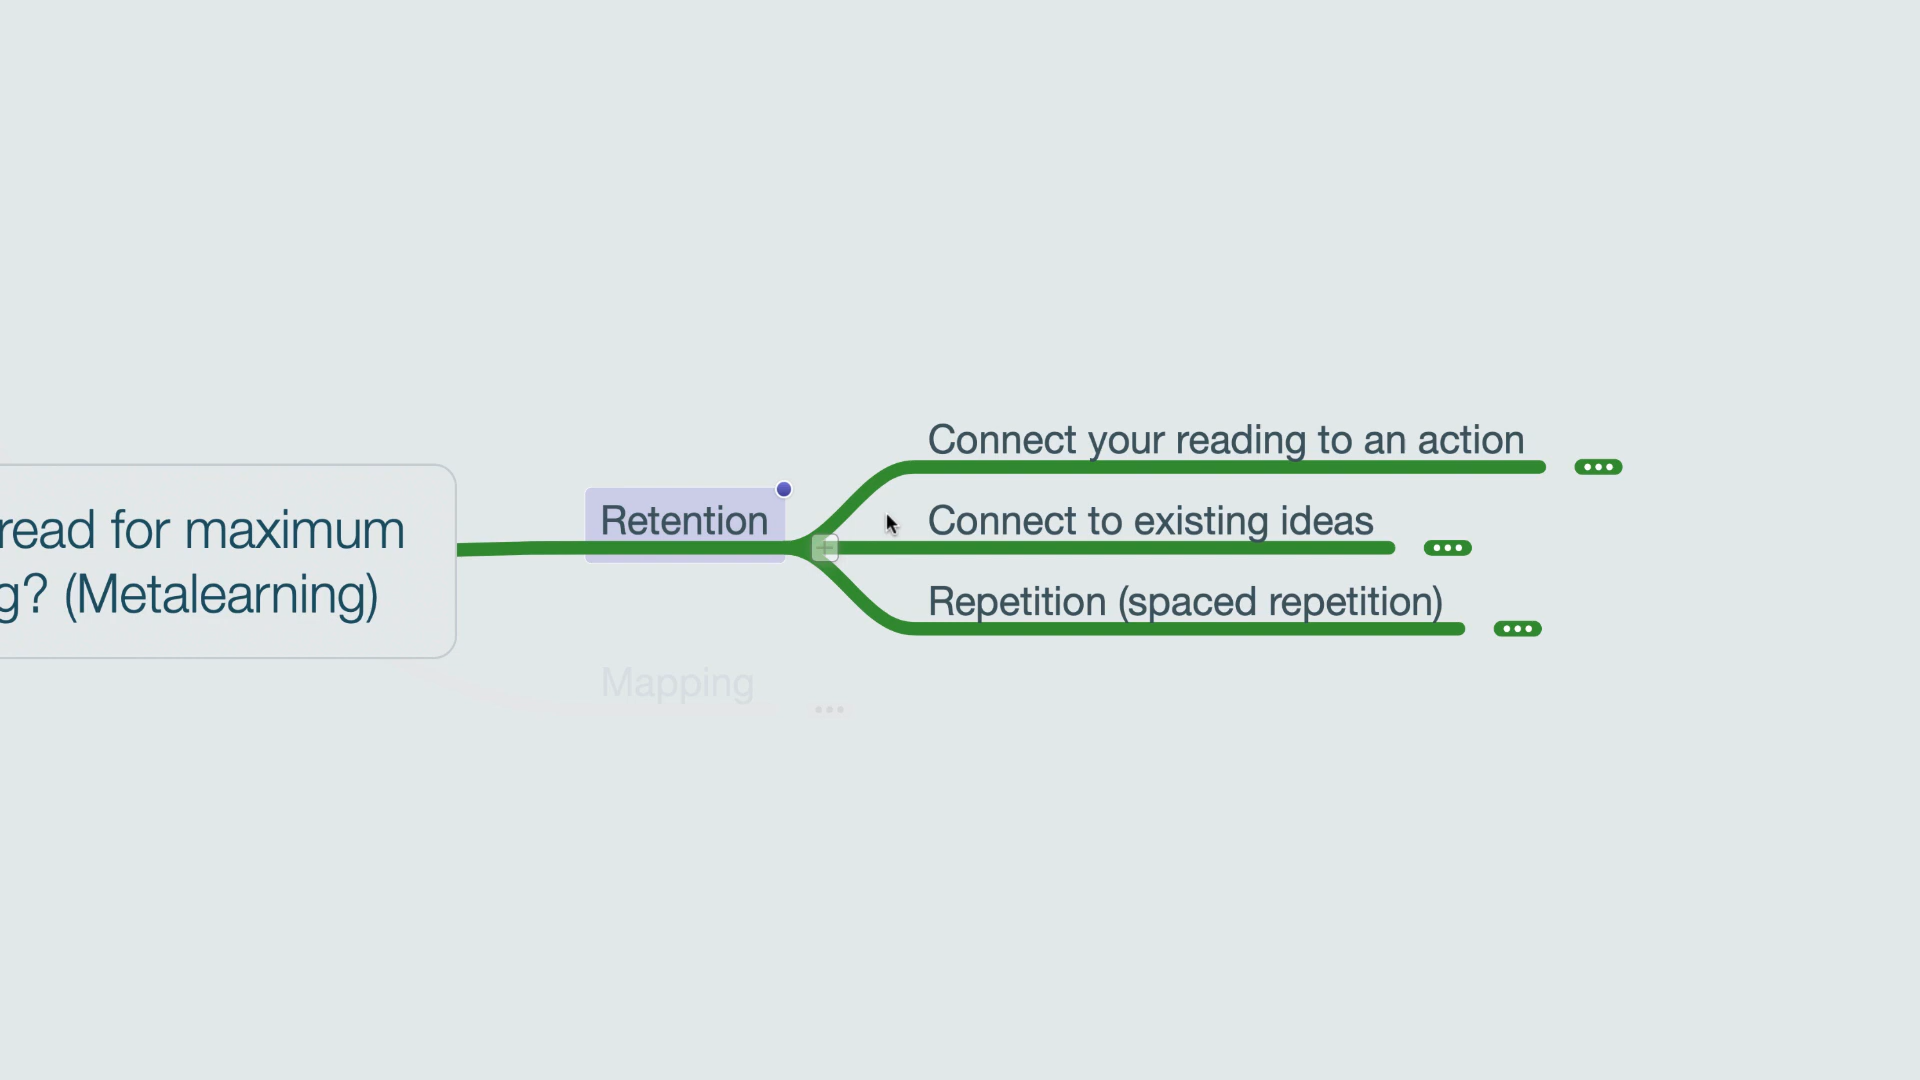 read for maximum
g? (Metalearning)
Retention
Connect your reading to an action
Connect to existing ideas
Repetition (spaced repetition)
Mapping